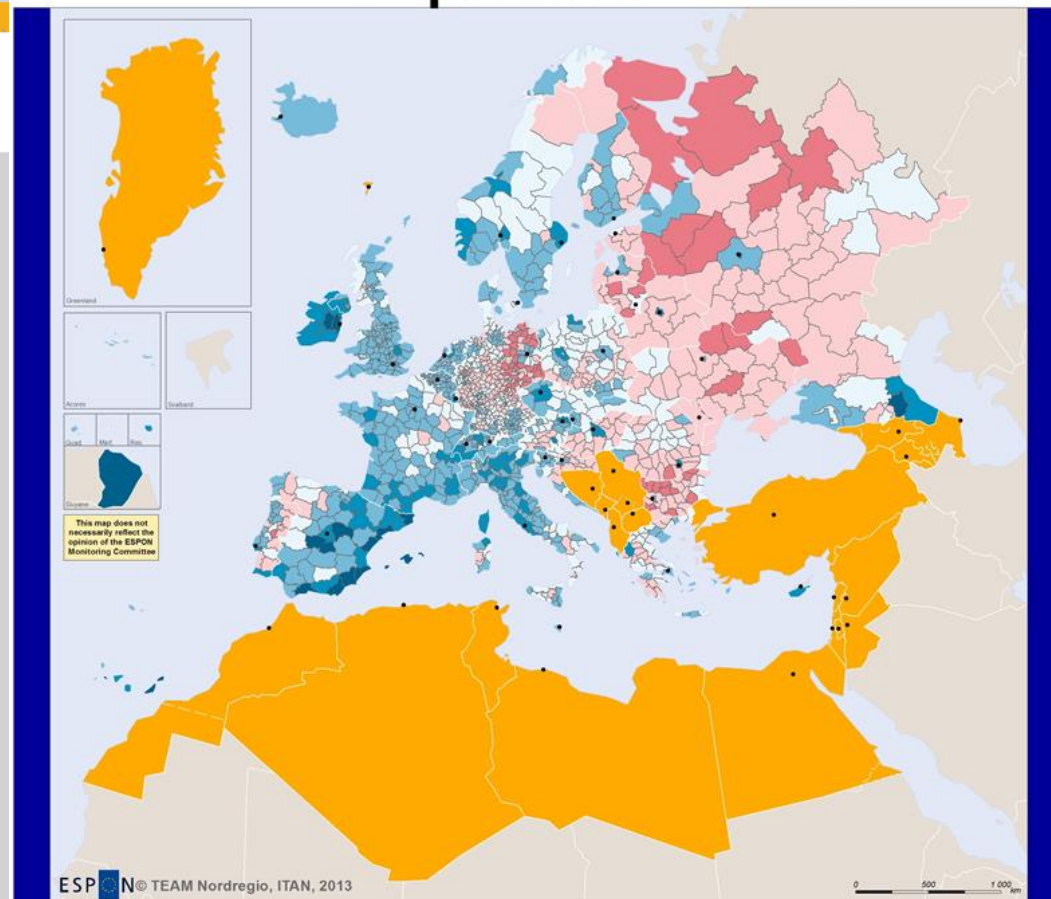 Greenland
Acores
Svalbard
Guad.
Mart.
Reu.
Guyane
This map does not
necessarily reflect the
opinion of the ESPON
Monitoring Committee
ESPON © TEAM Nordregio, ITAN, 2013
0 500 1 000
km